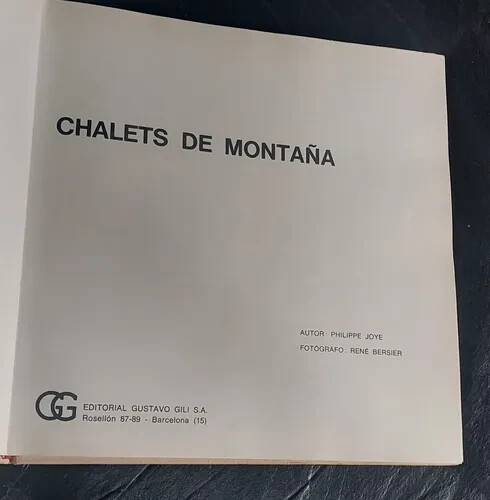 CHALETS DE MONTAÑA
AUTOR: PHILIPPE JOYE
FOTÓGRAFO: RENÉ BERSIER
GG
EDITORIAL GUSTAVO GILI S.A.
Rosellón 87-89 - Barcelona (15)